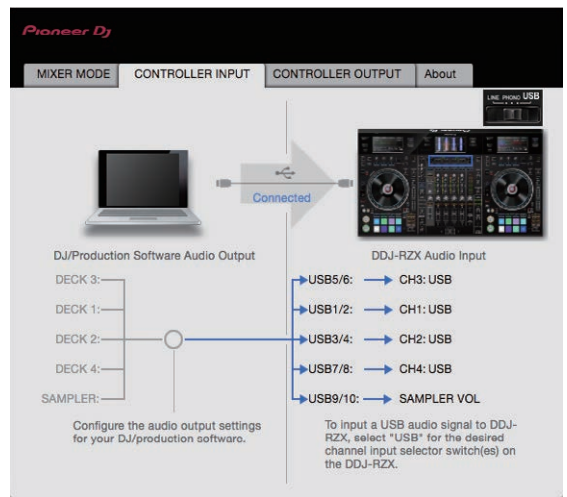 Pioneer Dj
MIXER MODE CONTROLLER INPUT CONTROLLER OUTPUT About
LINE PHONO USB
Connected
DJ/Production Software Audio Output
DDJ-RZX Audio Input
DECK 3: USB5/6: CH3: USB
DECK 1: USB1/2: CH1: USB
DECK 2: USB3/4: CH2: USB
DECK 4: USB7/8: CH4: USB
SAMPLER: USB9/10: SAMPLER VOL
Configure the audio output settings
for your DJ/production software.
To input a USB audio signal to DDJ-
RZX, select "USB" for the desired
channel input selector switch(es) on
the DDJ-RZX.